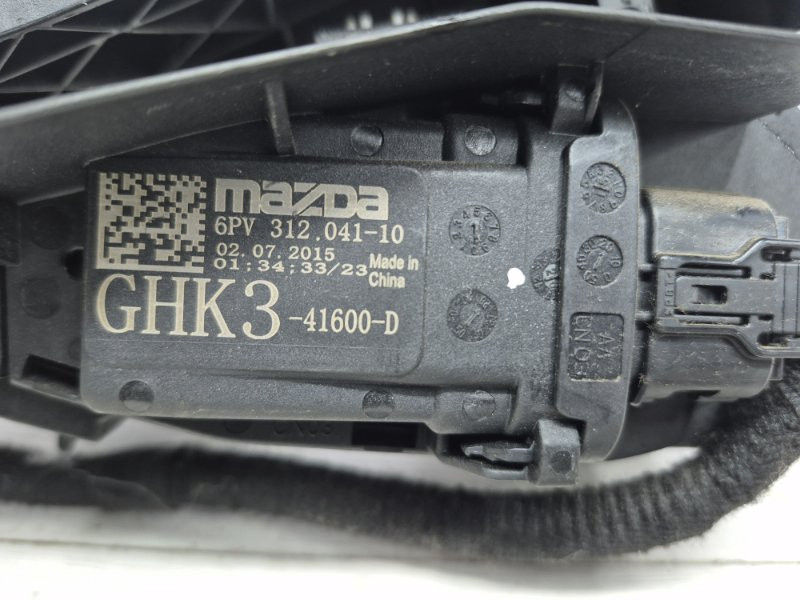 mazda
6PV 312.041-10
02.07.2015
01:34:33/23
Made in
China
GHK3 -41600-D